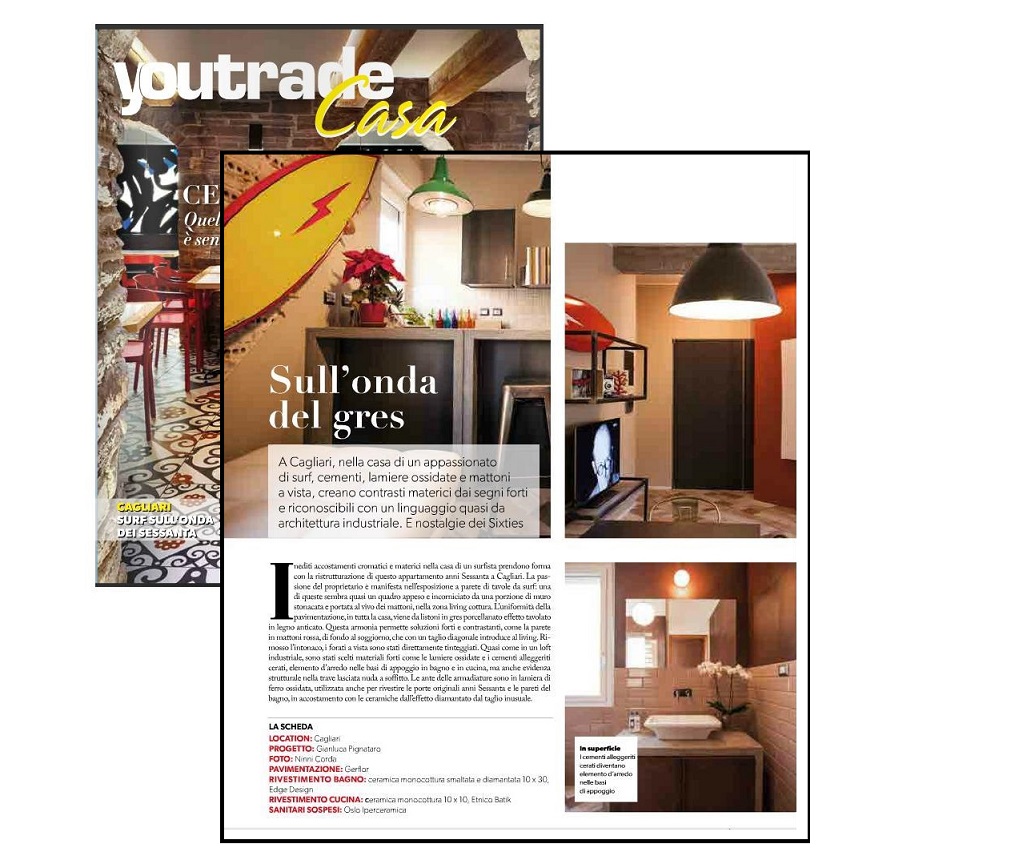 youtrade
Casa
CE
Quel
è sen
CAGLIARI
SURF SULL'ONDA
DEI SESSANTA
Sull'onda
del gres
A Cagliari, nella casa di un appassionato
di surf, cementi, lamiere ossidate e mattoni
a vista, creano contrasti materici dai segni forti
e riconoscibili con un linguaggio quasi da
architettura industriale. E nostalgie dei Sixties
Inediti accostamenti cromatici e materici nella casa di un surfista prendono forma
con la ristrutturazione di questo appartamento anni Sessanta a Cagliari. La pas-
sione del proprietario è manifesta nell'esposizione a parete di tavole da surf: una
di queste sembra quasi un quadro appeso e incorniciato da una porzione di muro
stonacata e portata al vivo dei mattoni, nella zona living cottura. L'uniformità della
pavimentazione, in tutta la casa, viene da listoni in gres porcellanato effetto tavolato
in legno anticato. Questa armonia permette soluzioni forti e contrastanti, come la parete
in mattoni rossa, di fondo al soggiorno, che con un taglio diagonale introduce al living. Ri-
mosso l'intonaco, i forati a vista sono stati direttamente tinteggiati. Quasi come in un loft
industriale, sono stati scelti materiali forti come le lamiere ossidate e i cementi alleggeriti
cerati, elemento d'arredo nelle basi di appoggio in bagno e in cucina, ma anche evidenza
strutturale nella trave lasciata nuda a soffitto. Le ante delle armadiature sono in lamiera di
ferro ossidata, utilizzata anche per rivestire le porte originali anni Sessanta e le pareti del
bagno, in accostamento con le ceramiche dall'effetto diamantato dal taglio inusuale.
LA SCHEDA
LOCATION: Cagliari
PROGETTO: Gianluca Pignataro
FOTO: Ninni Corda
PAVIMENTAZIONE: Gerflor
RIVESTIMENTO BAGNO: ceramica monocottura smaltata e diamantata 10 x 30,
Edge Design
RIVESTIMENTO CUCINA: ceramica monocottura 10 x 10, Etnico Batik
SANITARI SOSPESI: Oslo Iperceramica
In superficie
I cementi alleggeriti
cerati diventano
elemento d'arredo
nelle basi
di appoggio